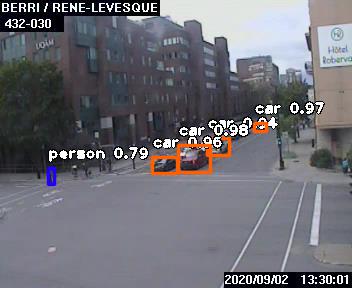 BERRI / RENE-LEVESQUE
432-030
UQAM
Hôtel
Roberval
car 0.97
car 0.94
car 0.98
car 0.96
person 0.79
2020/09/02 13:30:01